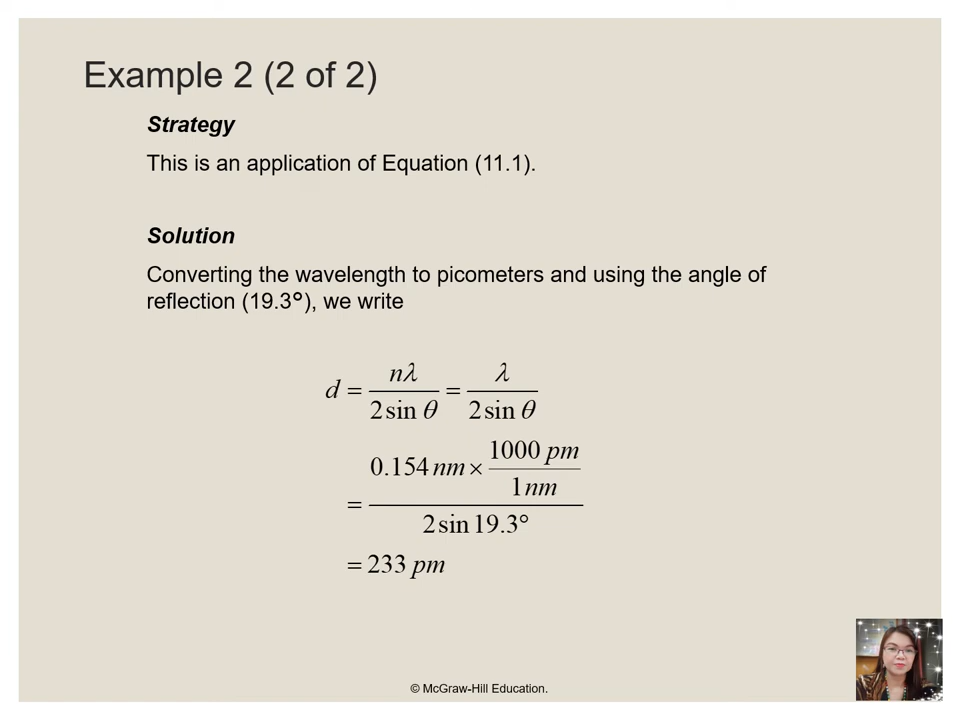 Example 2 (2 of 2)
Strategy
This is an application of Equation (11.1).
Solution
Converting the wavelength to picometers and using the angle of
reflection (19.3°), we write
d = nλ / 2 sin θ = λ / 2 sin θ
= 0.154 nm × 1000 pm / 1 nm / 2 sin 19.3°
= 233 pm
© McGraw-Hill Education.